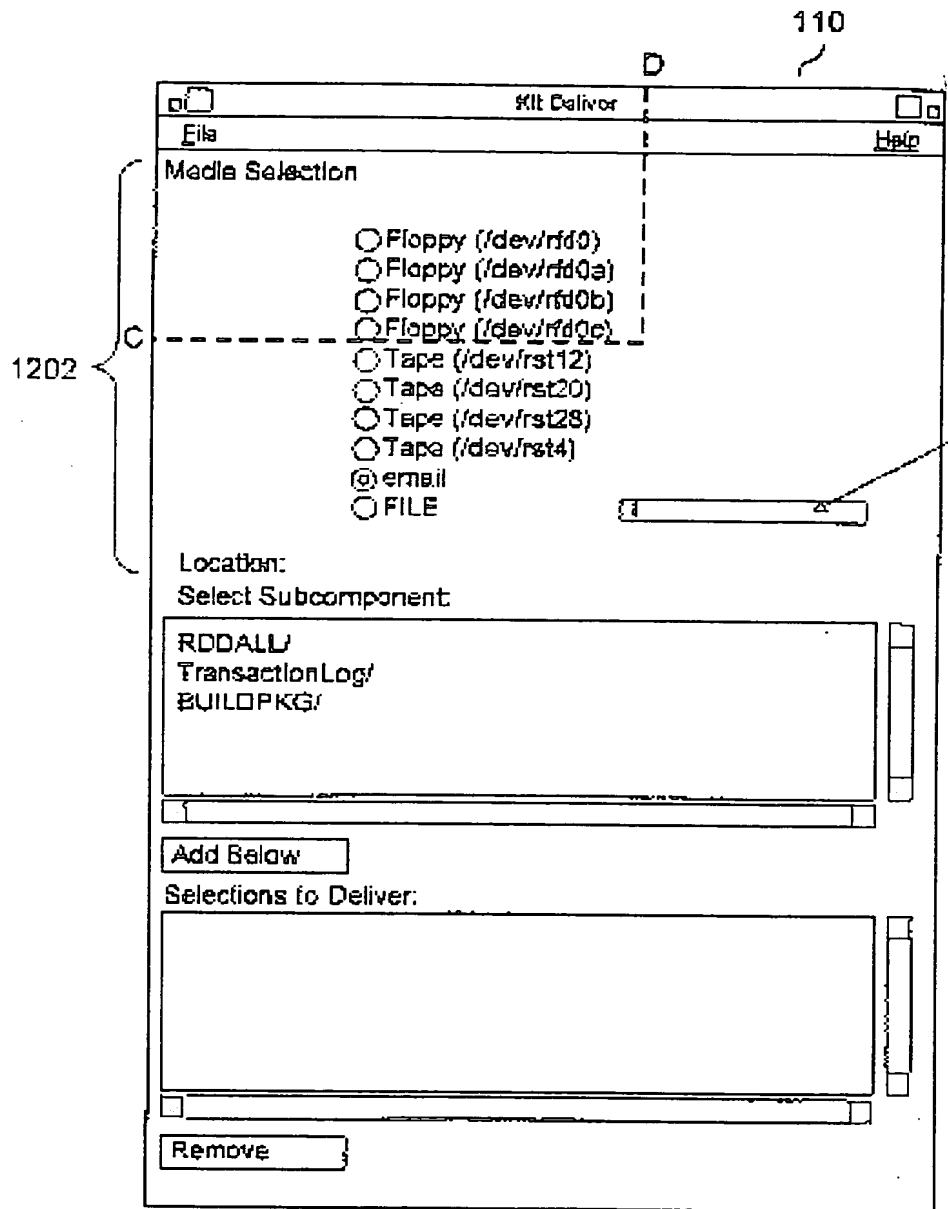 110
D
Kit Deliver
File Help
Media Selection
Floppy (/dev/rfd0)
Floppy (/dev/rfd0a)
Floppy (/dev/rfd0b)
Floppy (/dev/rfd0c)
C
1202
Tape (/dev/rst12)
Tape (/dev/rst20)
Tape (/dev/rst28)
Tape (/dev/rst4)
email
FILE
Location:
Select Subcomponent:
RDDALL/
TransactionLog/
BUILDPKG/
Add Below
Selections to Deliver:
Remove